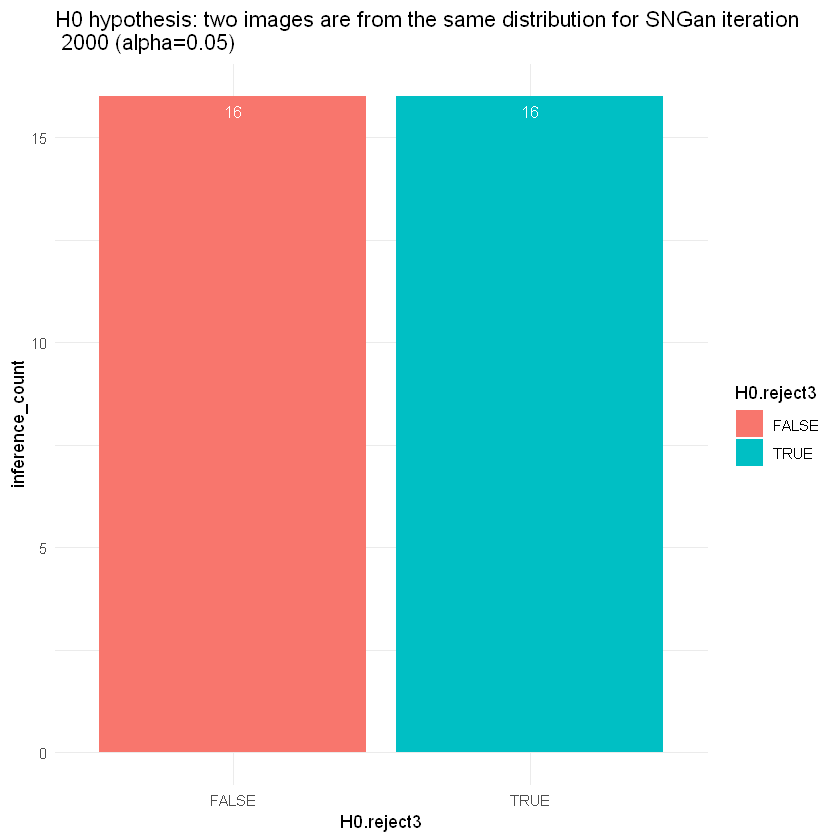 H0 hypothesis: two images are from the same distribution for SNGan iteration
2000 (alpha=0.05)
16
16
15
10
5
0
inference_count
FALSE
TRUE
H0.reject3
H0.reject3
FALSE
TRUE